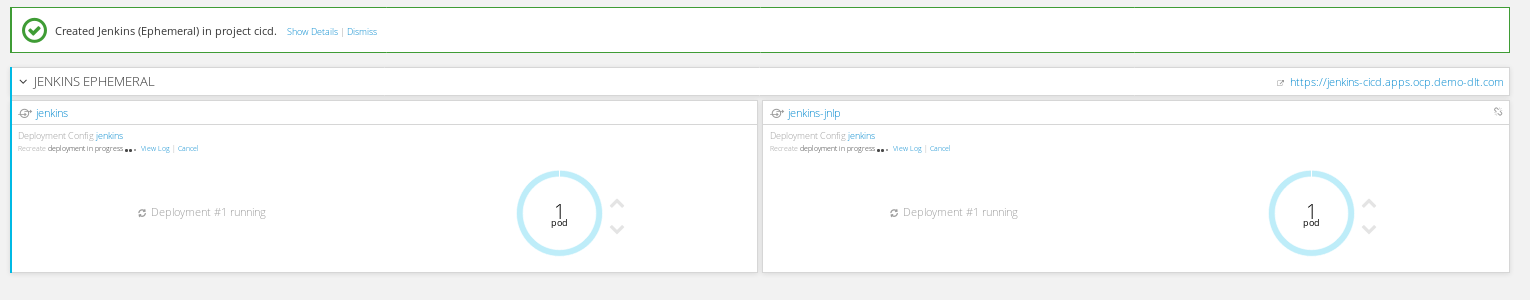 Created Jenkins (Ephemeral) in project cicd. Show Details | Dismiss
JENKINS EPHEMERAL
https://jenkins-cicd.apps.ocp.demo-dlt.com
jenkins
Deployment Config jenkins
Recreate deployment in progress View Log | Cancel
Deployment #1 running
1
pod
jenkins-jnlp
Deployment Config jenkins
Recreate deployment in progress View Log | Cancel
Deployment #1 running
1
pod